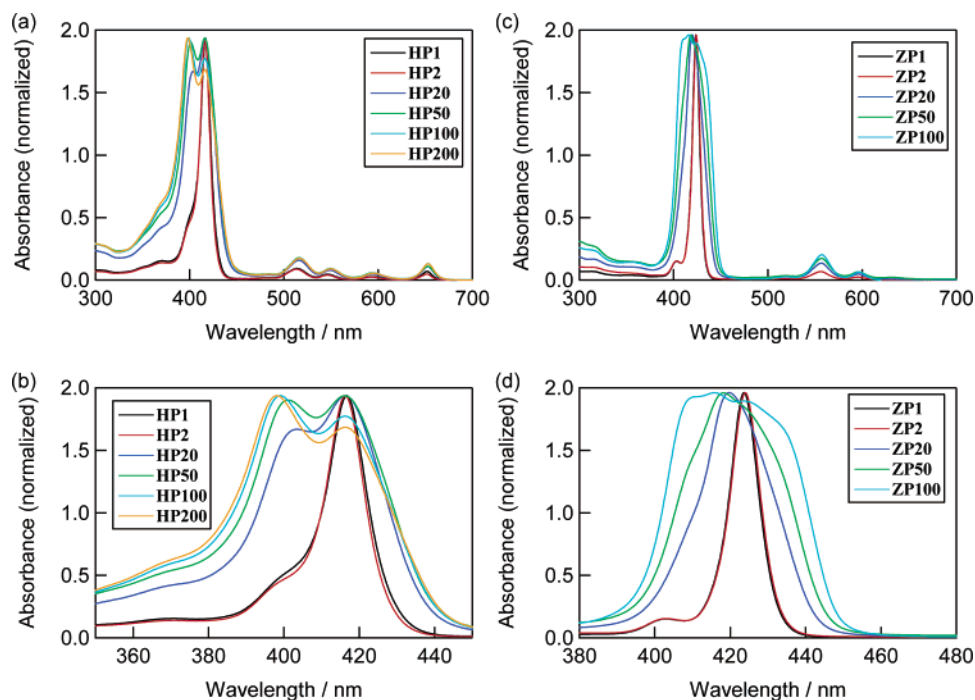 (a)
2.0
1.5
1.0
0.5
0.0
Absorbance (normalized)
HP1
HP2
HP20
HP50
HP100
HP200
300 400 500 600 700
Wavelength / nm
(c)
2.0
1.5
1.0
0.5
0.0
Absorbance (normalized)
ZP1
ZP2
ZP20
ZP50
ZP100
300 400 500 600 700
Wavelength / nm
(b)
2.0
1.5
1.0
0.5
0.0
Absorbance (normalized)
HP1
HP2
HP20
HP50
HP100
HP200
360 380 400 420 440
Wavelength / nm
(d)
2.0
1.5
1.0
0.5
0.0
Absorbance (normalized)
ZP1
ZP2
ZP20
ZP50
ZP100
380 400 420 440 460 480
Wavelength / nm